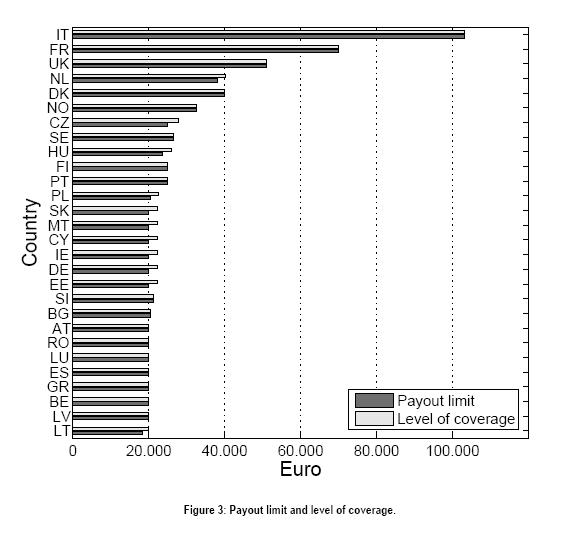 IT
FR
UK
NL
DK
NO
CZ
SE
HU
FI
PT
PL
SK
MT
CY
IE
DE
EE
SI
BG
AT
RO
LU
ES
GR
BE
LV
LT
Country
Payout limit
Level of coverage
0 20.000 40.000 60.000 80.000 100.000
Euro
Figure 3: Payout limit and level of coverage.